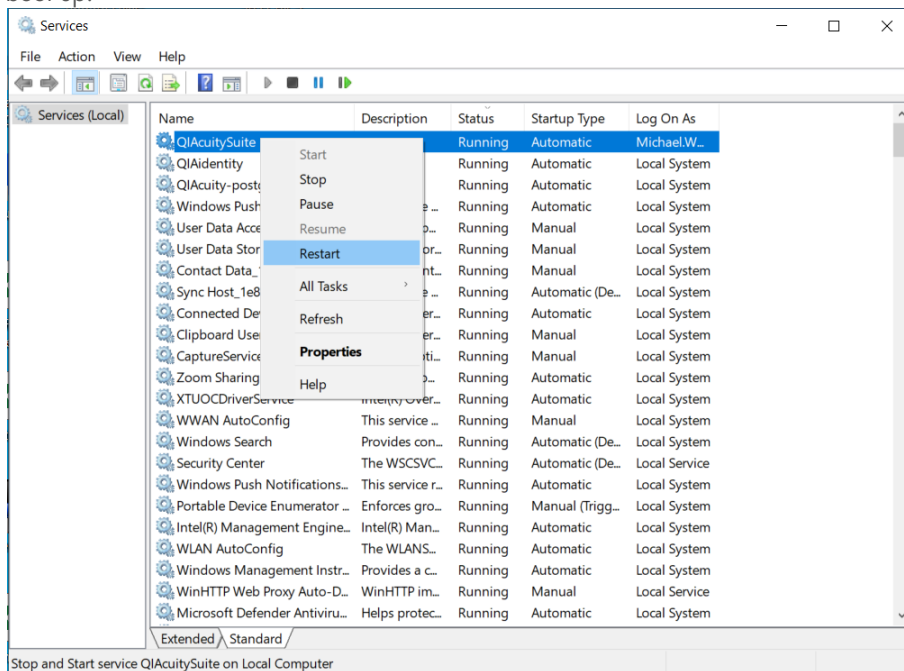 Services
File Action View Help
Services (Local)
Name Description Status Startup Type Log On As
QIAcuitySuite Running Automatic Michael.W...
QIAidentity Running Automatic Local System
QIAcuity-postg Running Automatic Local System
Windows Push e ... Running Automatic Local System
User Data Acce o... Running Manual Local System
User Data Stor or... Running Manual Local System
Contact Data_ nt... Running Manual Local System
Sync Host_1e8 e ... Running Automatic (De... Local System
Connected De er... Running Automatic Local System
Clipboard User er... Running Manual Local System
CaptureService pti... Running Manual Local System
Zoom Sharing o... Running Automatic Local System
XTUOCDriverService Intel(R) Over... Running Automatic Local System
WWAN AutoConfig This service ... Running Manual Local System
Windows Search Provides con... Running Automatic (De... Local System
Security Center The WSCSVC... Running Automatic (De... Local Service
Windows Push Notifications... This service r... Running Automatic Local System
Portable Device Enumerator ... Enforces gro... Running Manual (Trigg... Local System
Intel(R) Management Engine... Intel(R) Man... Running Automatic Local System
WLAN AutoConfig The WLANS... Running Automatic Local System
Windows Management Instr... Provides a c... Running Automatic Local System
WinHTTP Web Proxy Auto-D... WinHTTP im... Running Manual Local Service
Microsoft Defender Antiviru... Helps protec... Running Automatic Local System
Start
Stop
Pause
Resume
Restart
All Tasks
Refresh
Properties
Help
Extended Standard
Stop and Start service QIAcuitySuite on Local Computer